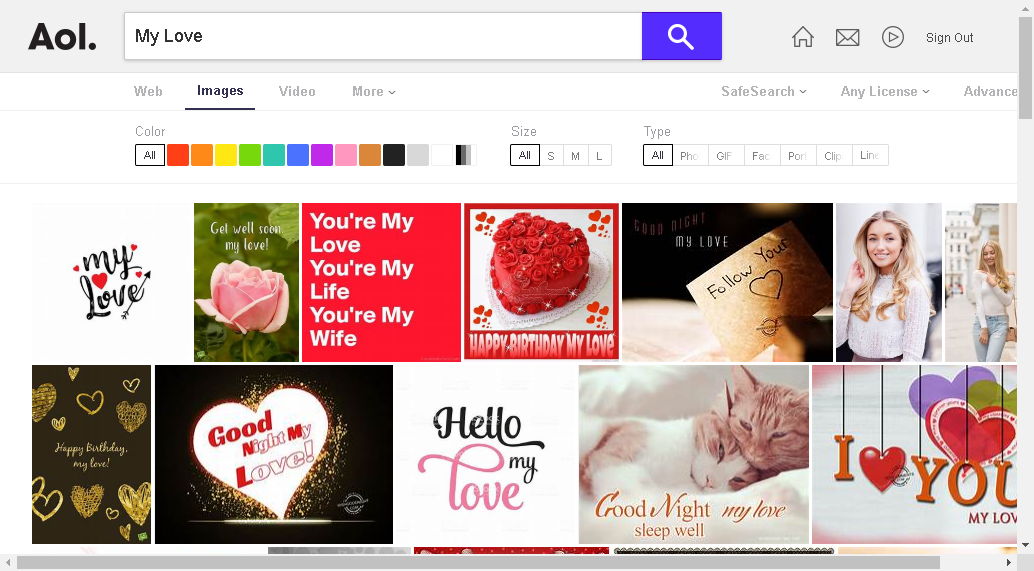 Aol.
My Love
Sign Out
Web
Images
Video
More
SafeSearch
Any License
Advance
Color
Size
Type
All
All
S
M
L
All
Pho
GIF
Fac
Por
Clip
Line
my
Love
Get well soon,
my love!
You're My
Love
You're My
Life
You're My
Wife
HAPPY BIRTHDAY MY LOVE
GOOD NIGHT
MY LOVE
Follow Your
Happy Birthday,
my love!
Good
Night My
Love!
Hello
my
love
Good Night my love
sleep well
I YOU
MY LOV